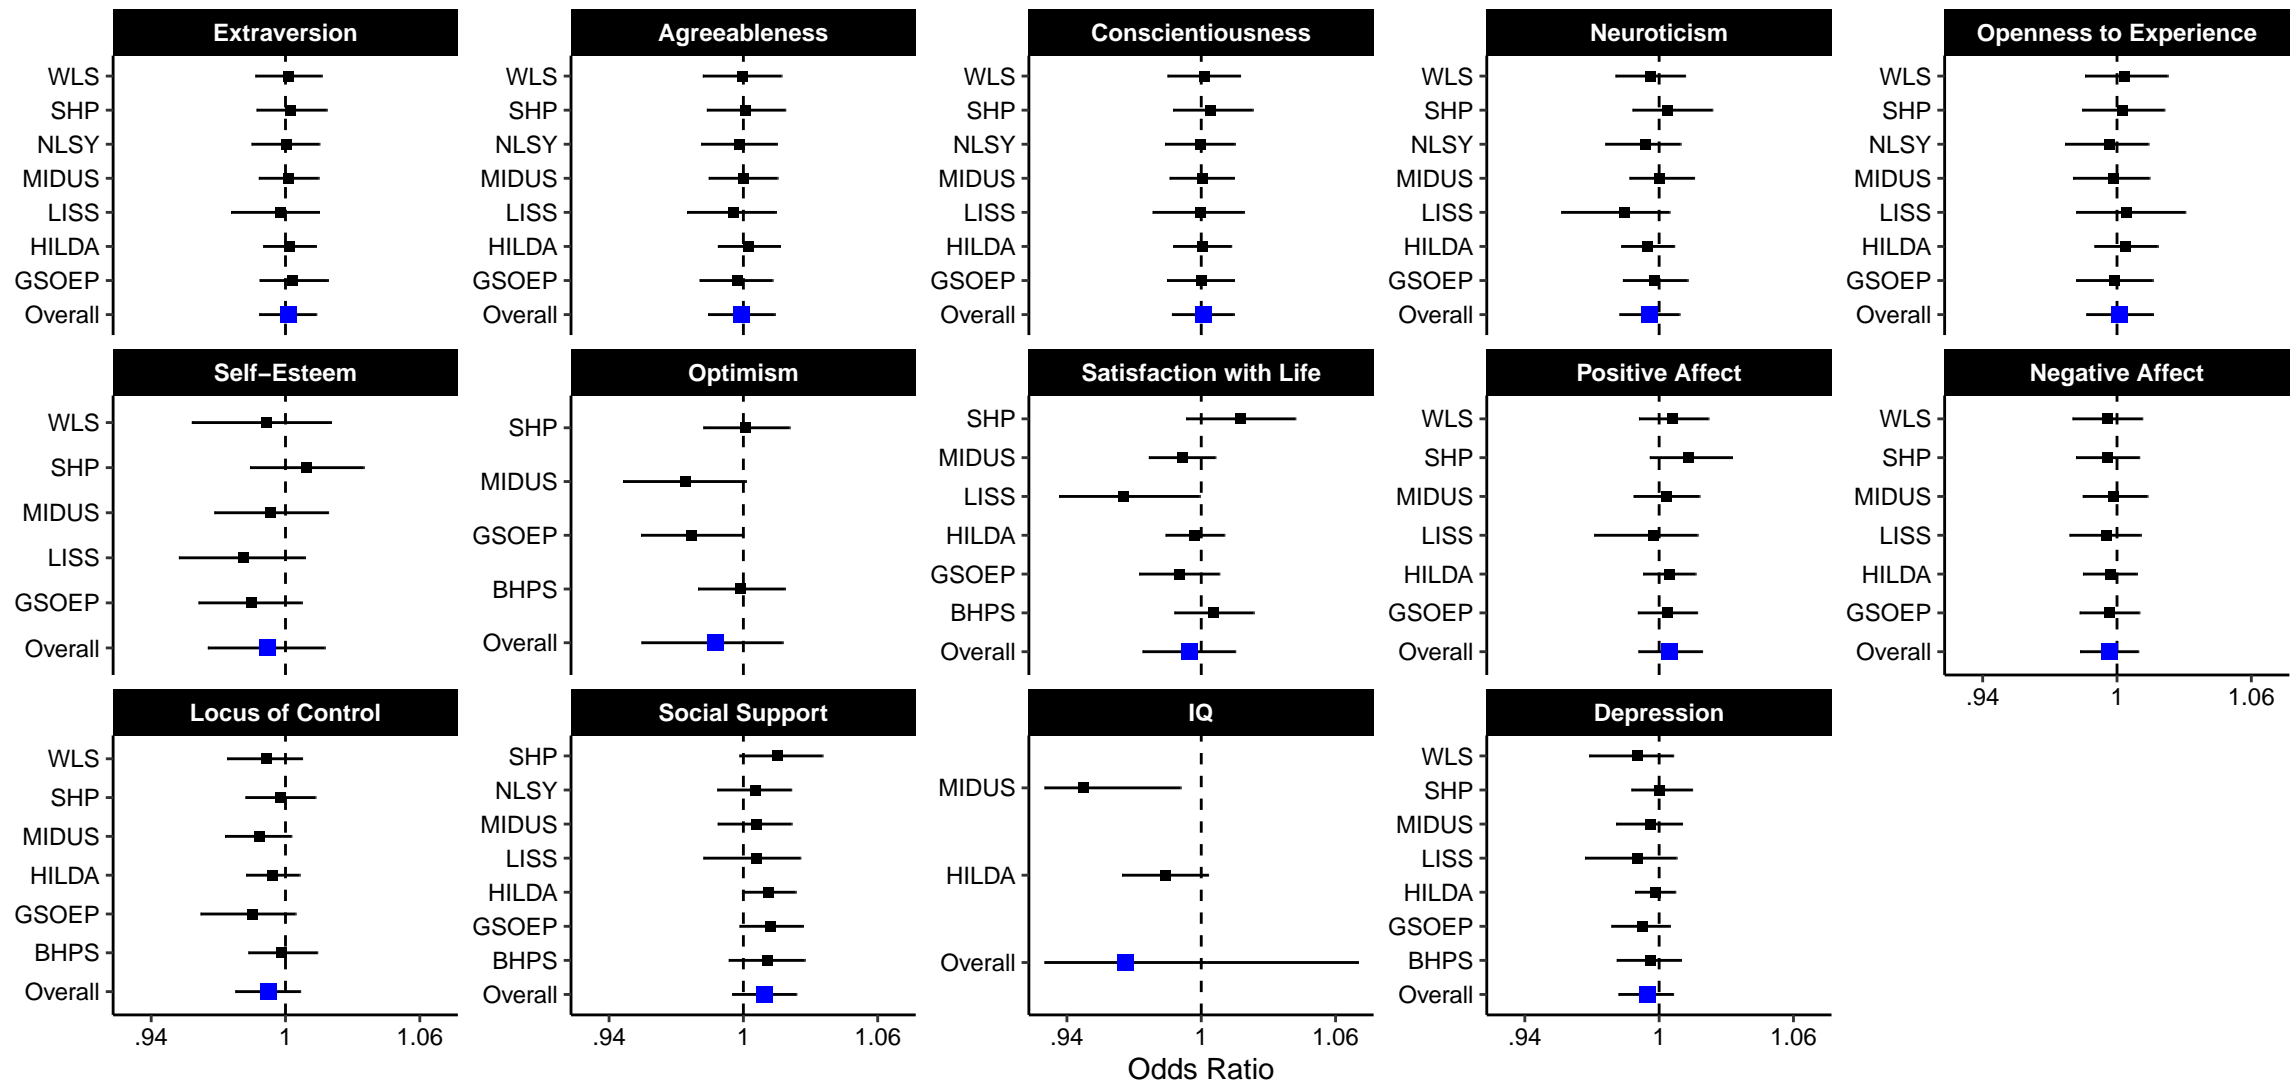 Extraversion
WLS
SHP
NLSY
MIDUS
LISS
HILDA
GSOEP
Overall
Agreeableness
WLS
SHP
NLSY
MIDUS
LISS
HILDA
GSOEP
Overall
Conscientiousness
WLS
SHP
NLSY
MIDUS
LISS
HILDA
GSOEP
Overall
Neuroticism
WLS
SHP
NLSY
MIDUS
LISS
HILDA
GSOEP
Overall
Openness to Experience
WLS
SHP
NLSY
MIDUS
LISS
HILDA
GSOEP
Overall
Self−Esteem
WLS
SHP
MIDUS
LISS
GSOEP
Overall
Optimism
SHP
MIDUS
GSOEP
BHPS
Overall
Satisfaction with Life
SHP
MIDUS
LISS
HILDA
GSOEP
BHPS
Overall
Positive Affect
WLS
SHP
MIDUS
LISS
HILDA
GSOEP
Overall
Negative Affect
WLS
SHP
MIDUS
LISS
HILDA
GSOEP
Overall
.94 1 1.06
Locus of Control
WLS
SHP
MIDUS
HILDA
GSOEP
BHPS
Overall
.94 1 1.06
Social Support
SHP
NLSY
MIDUS
LISS
HILDA
GSOEP
BHPS
Overall
.94 1 1.06
IQ
MIDUS
HILDA
Overall
.94 1 1.06
Depression
WLS
SHP
MIDUS
LISS
HILDA
GSOEP
BHPS
Overall
.94 1 1.06
Odds Ratio